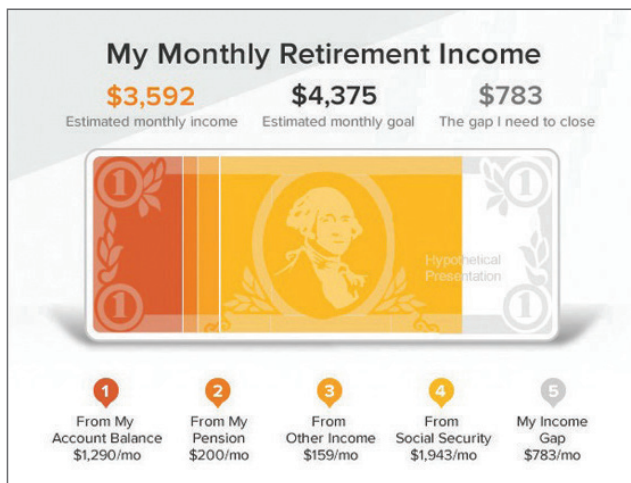 My Monthly Retirement Income
$3,592 $4,375 $783
Estimated monthly income Estimated monthly goal The gap I need to close
1 1
Hypothetical
Presentation
1 1
1 2 3 4 5
From My From My From From My Income
Account Balance Pension Other Income Social Security Gap
$1,290/mo $200/mo $159/mo $1,943/mo $783/mo